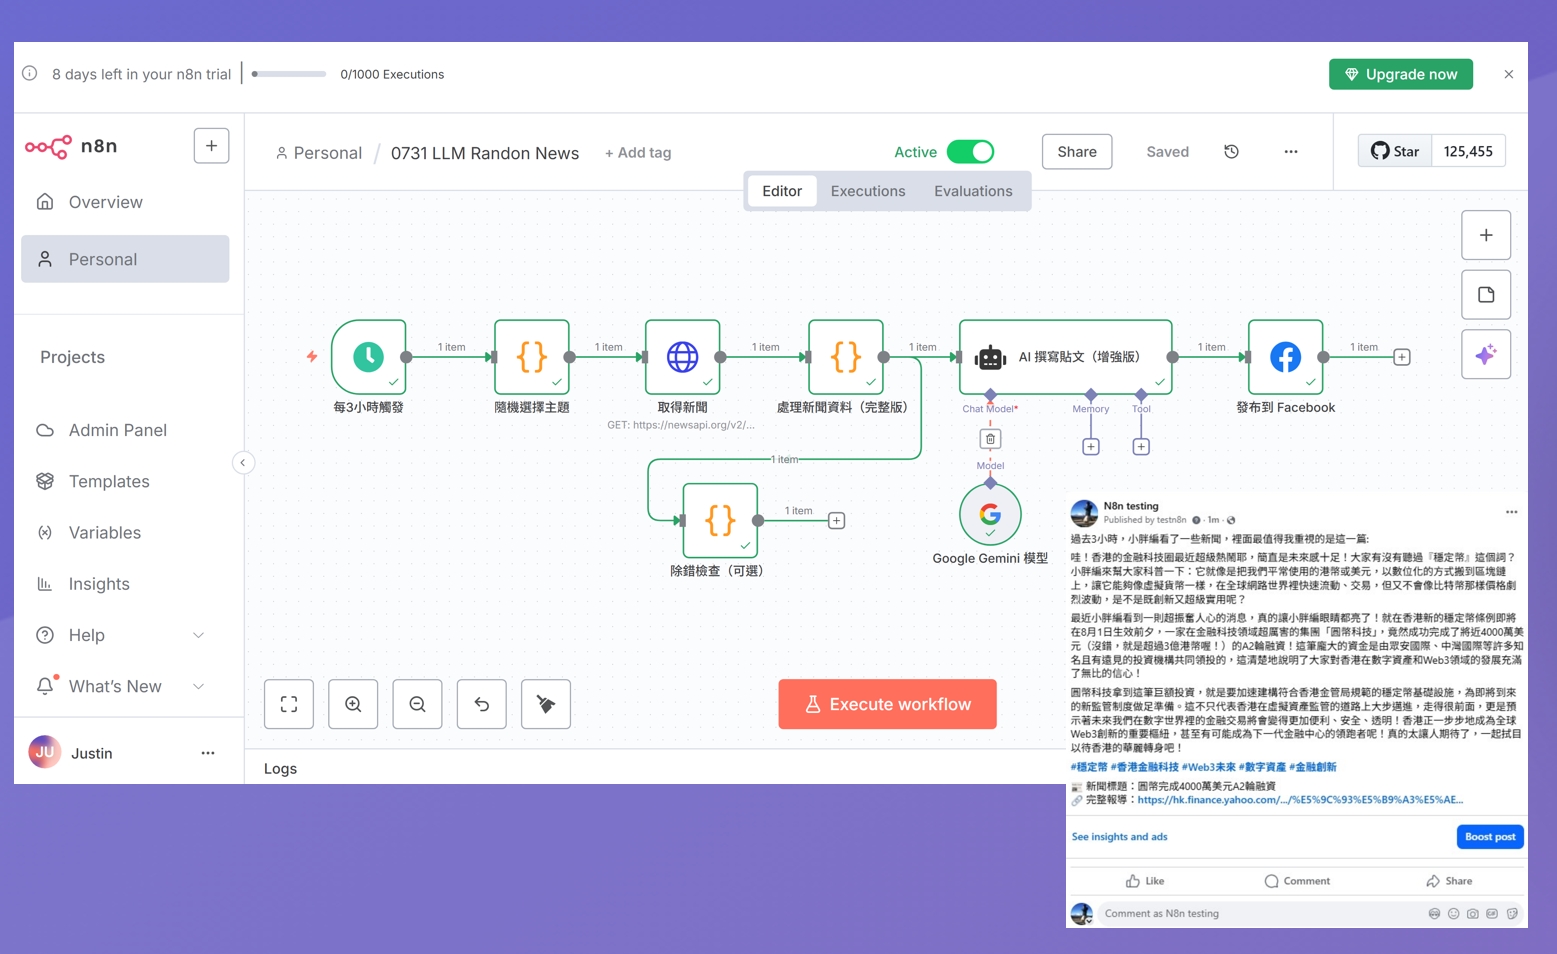 8 days left in your n8n trial
0/1000 Executions
Upgrade now
n8n
Personal / 0731 LLM Randon News
+ Add tag
Active
Share
Saved
Star
125,455
Editor
Executions
Evaluations
Overview
Personal
Projects
Admin Panel
Templates
Variables
Insights
Help
What's New
JU
Justin
1 item
1 item
1 item
1 item
1 item
1 item
AI 撰寫貼文（增強版）
每3小時觸發
隨機選擇主題
取得新聞
GET: https://newsapi.org/v2/...
處理新聞資料（完整版）
Chat Model*
Memory
Tool
發布到 Facebook
1 item
Model
1 item
除錯檢查（可選）
Google Gemini 模型
Execute workflow
Logs
N8n testing
Published by testn8n
· 1m ·
過去3小時，小胖編看了一些新聞，裡面最值得我重視的是這一篇:
哇！香港的金融科技圈最近超級熱鬧耶，簡直是未來感十足！大家有沒有聽過『穩定幣』這個詞？
小胖編來幫大家科普一下：它就像是把我們平常使用的港幣或美元，以數位化的方式搬到區塊鏈
上，讓它能夠像虛擬貨幣一樣，在全球網路世界裡快速流動、交易，但又不會像比特幣那樣價格劇
烈波動，是不是既創新又超級實用呢？
最近小胖編看到一則超振奮人心的消息，真的讓小胖編眼睛都亮了！就在香港新的穩定幣條例即將
在8月1日生效前夕，一家在金融科技領域超厲害的集團「圓幣科技」，竟然成功完成了將近4000萬美
元（沒錯，就是超過3億港幣喔！）的A2輪融資！這筆龐大的資金是由眾安國際、中灣國際等許多知
名且有遠見的投資機構共同領投的，這清楚地說明了大家對香港在數字資產和Web3領域的發展充滿
了無比的信心！
圓幣科技拿到這筆巨額投資，就是要加速建構符合香港金管局規範的穩定幣基礎設施，為即將到來
的新監管制度做足準備。這不只代表香港在虛擬資產監管的道路上大步邁進，走得很前面，更是預
示著未來我們在數字世界裡的金融交易將會變得更加便利、安全、透明！香港正一步步地成為全球
Web3創新的重要樞紐，甚至有可能成為下一代金融中心的領跑者呢！真的太讓人期待了，一起拭目
以待香港的華麗轉身吧！
#穩定幣 #香港金融科技 #Web3未來 #數字資產 #金融創新
新聞標題：圓幣完成4000萬美元A2輪融資
完整報導：https://hk.finance.yahoo.com/.../%E5%9C%93%E5%B9%A3%E5%AE...
See insights and ads
Boost post
Like
Comment
Share
Comment as N8n testing